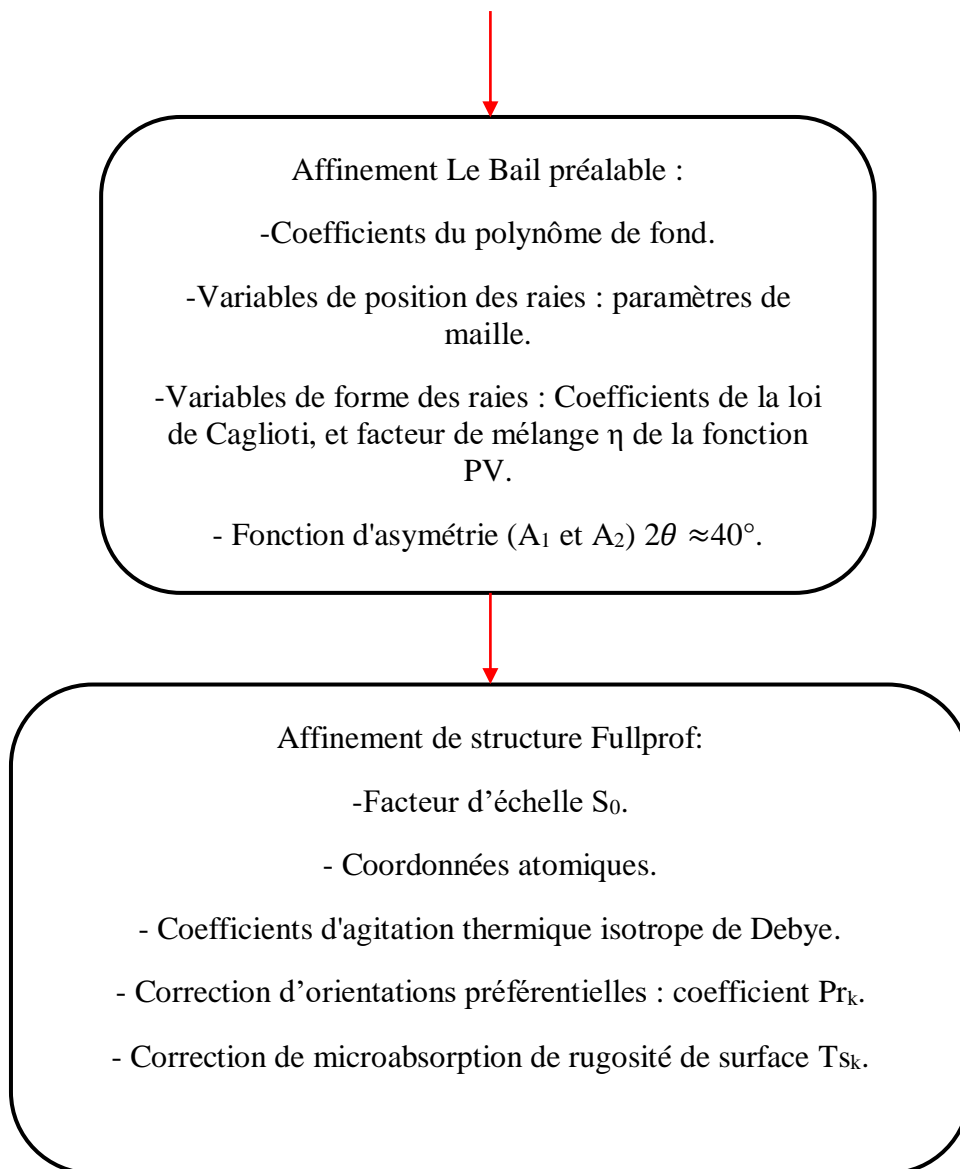 Affinement Le Bail préalable :
-Coefficients du polynôme de fond.
-Variables de position des raies : paramètres de
maille.
-Variables de forme des raies : Coefficients de la loi
de Caglioti, et facteur de mélange η de la fonction
PV.
- Fonction d'asymétrie (A₁ et A₂) 2𝜃 ≈40°.
Affinement de structure Fullprof:
-Facteur d’échelle S₀.
- Coordonnées atomiques.
- Coefficients d'agitation thermique isotrope de Debye.
- Correction d’orientations préférentielles : coefficient Prₖ.
- Correction de microabsorption de rugosité de surface Tsₖ.